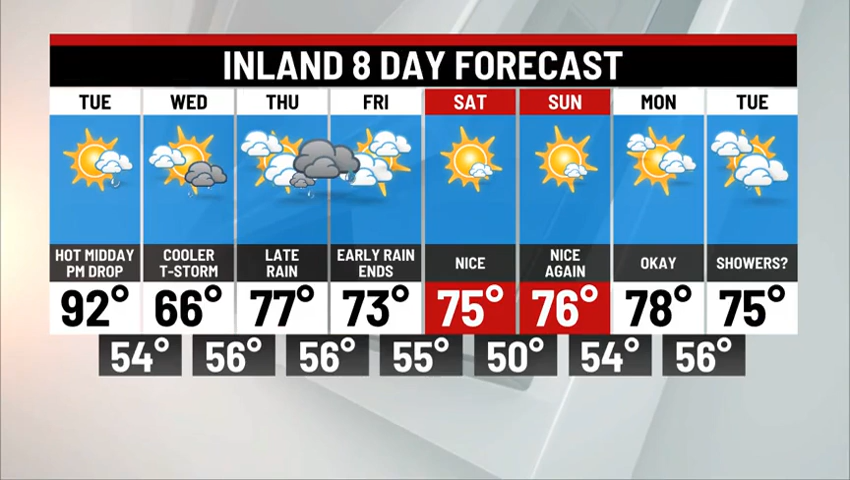 INLAND 8 DAY FORECAST
TUE WED THU FRI SAT SUN MON TUE
HOT MIDDAY
PM DROP
COOLER
T-STORM
LATE
RAIN
EARLY RAIN
ENDS
NICE
NICE
AGAIN
OKAY
SHOWERS?
92° 66° 77° 73° 75° 76° 78° 75°
54° 56° 56° 55° 50° 54° 56°